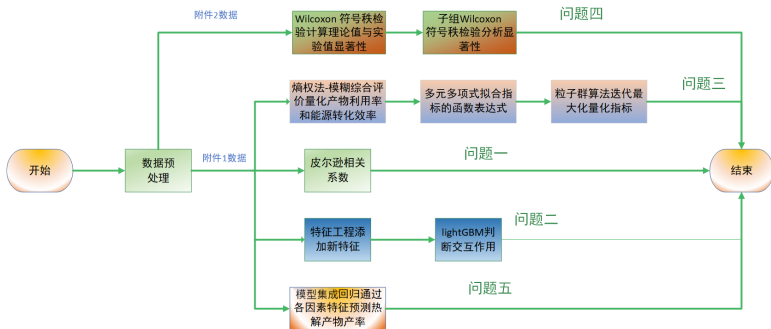 附件2数据
Wilcoxon 符号秩检
验计算理论值与实
验值显著性
子组Wilcoxon
符号秩检验分析显
著性
问题四
熵权法-模糊综合评
价量化产物利用率
和能源转化效率
多元多项式拟合指
标的函数表达式
粒子群算法迭代最
大化量化指标
问题三
开始
数据预
处理
附件1数据
皮尔逊相关
系数
问题一
结束
特征工程添
加新特征
lightGBM判
断交互作用
问题二
模型集成回归通过
各因素特征预测热
解产物产率
问题五